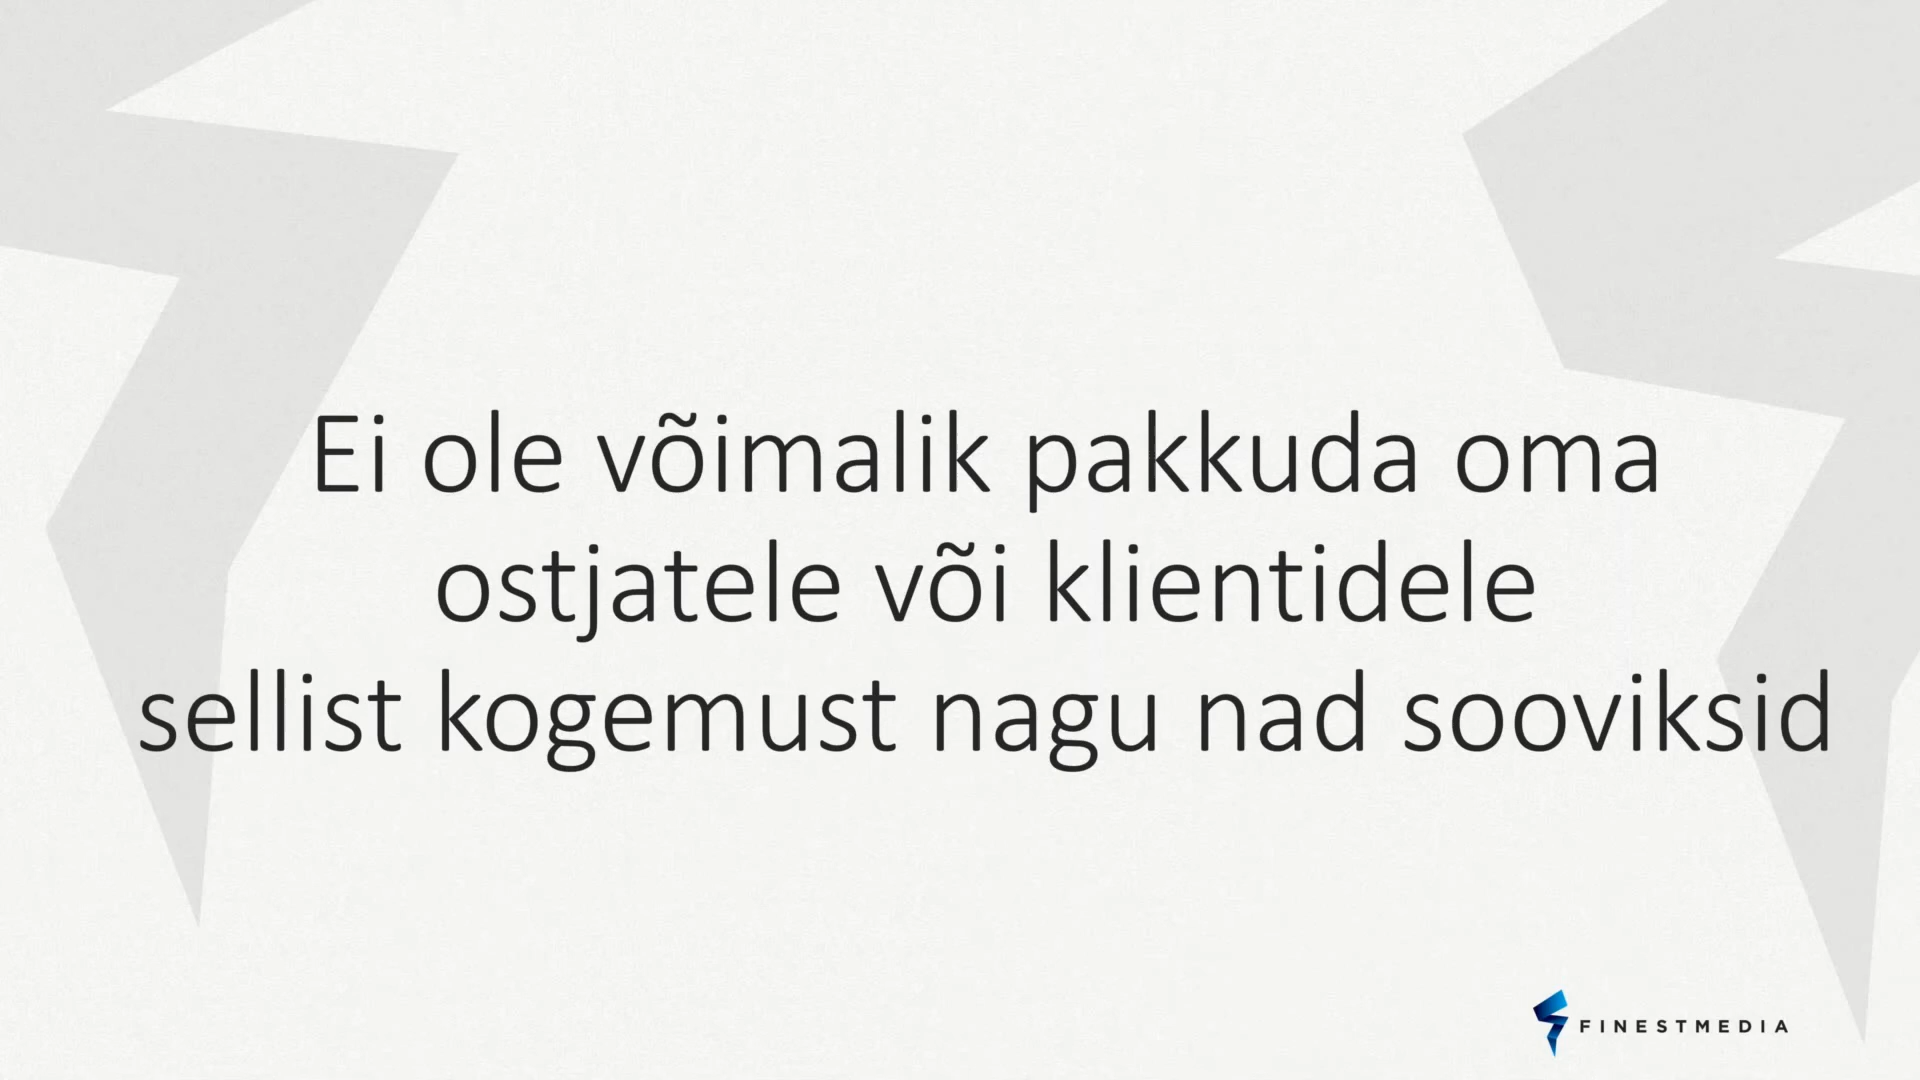 Ei ole võimalik pakkuda oma
ostjatele või klientidele
sellist kogemust nagu nad sooviksid
FINESTMEDIA